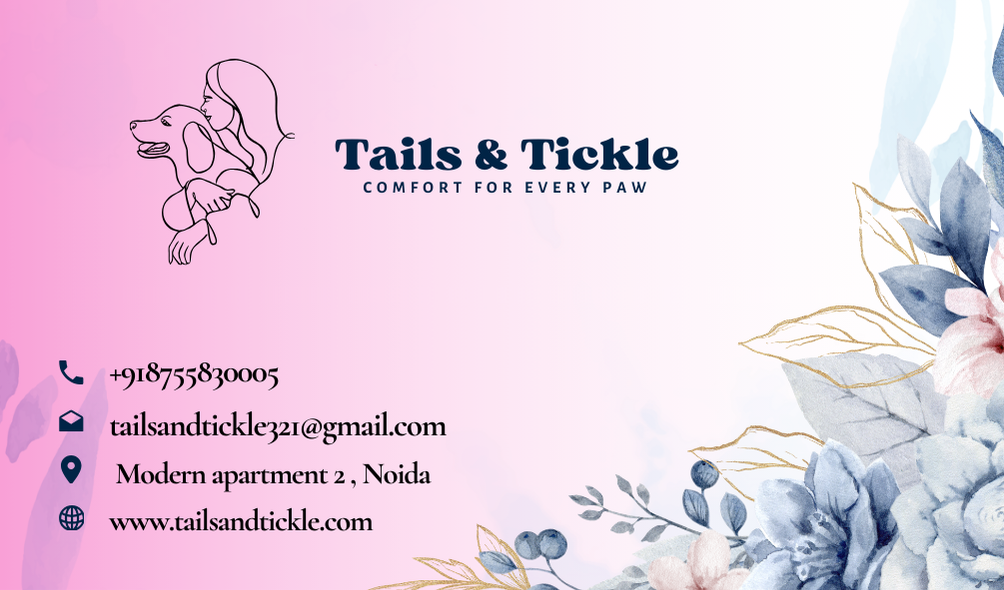 Tails & Tickle
COMFORT FOR EVERY PAW
+918755830005
tailsandtickle321@gmail.com
Modern apartment 2 , Noida
www.tailsandtickle.com